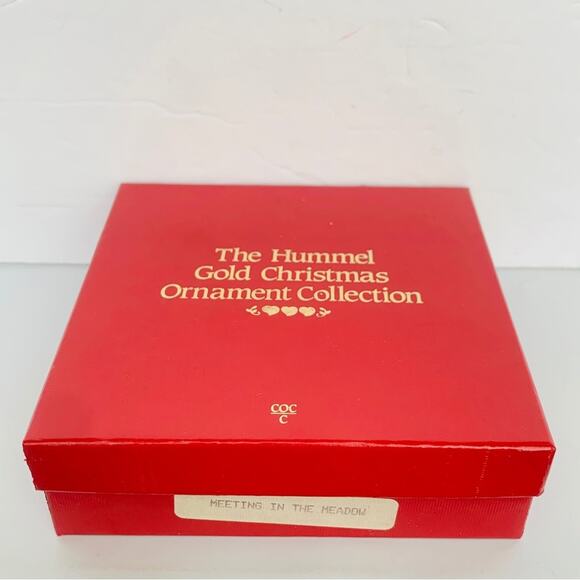 The Hummel
Gold Christmas
Ornament Collection
COC
C
MEETING IN THE MEADOW